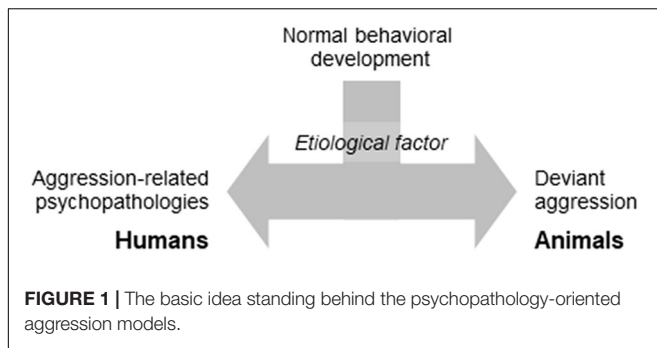 Normal behavioral
development
Etiological factor
Aggression-related
psychopathologies
Humans
Deviant
aggression
Animals
FIGURE 1 | The basic idea standing behind the psychopathology-oriented
aggression models.